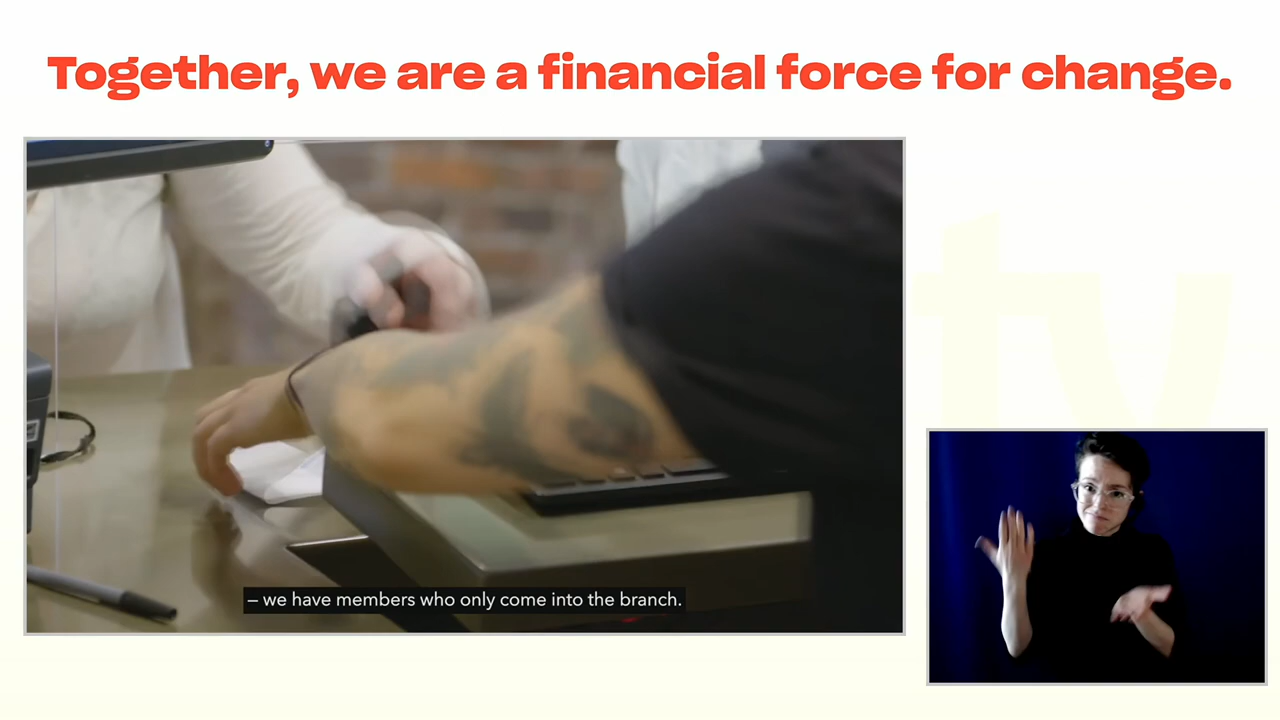 Together, we are a financial force for change.
– we have members who only come into the branch.